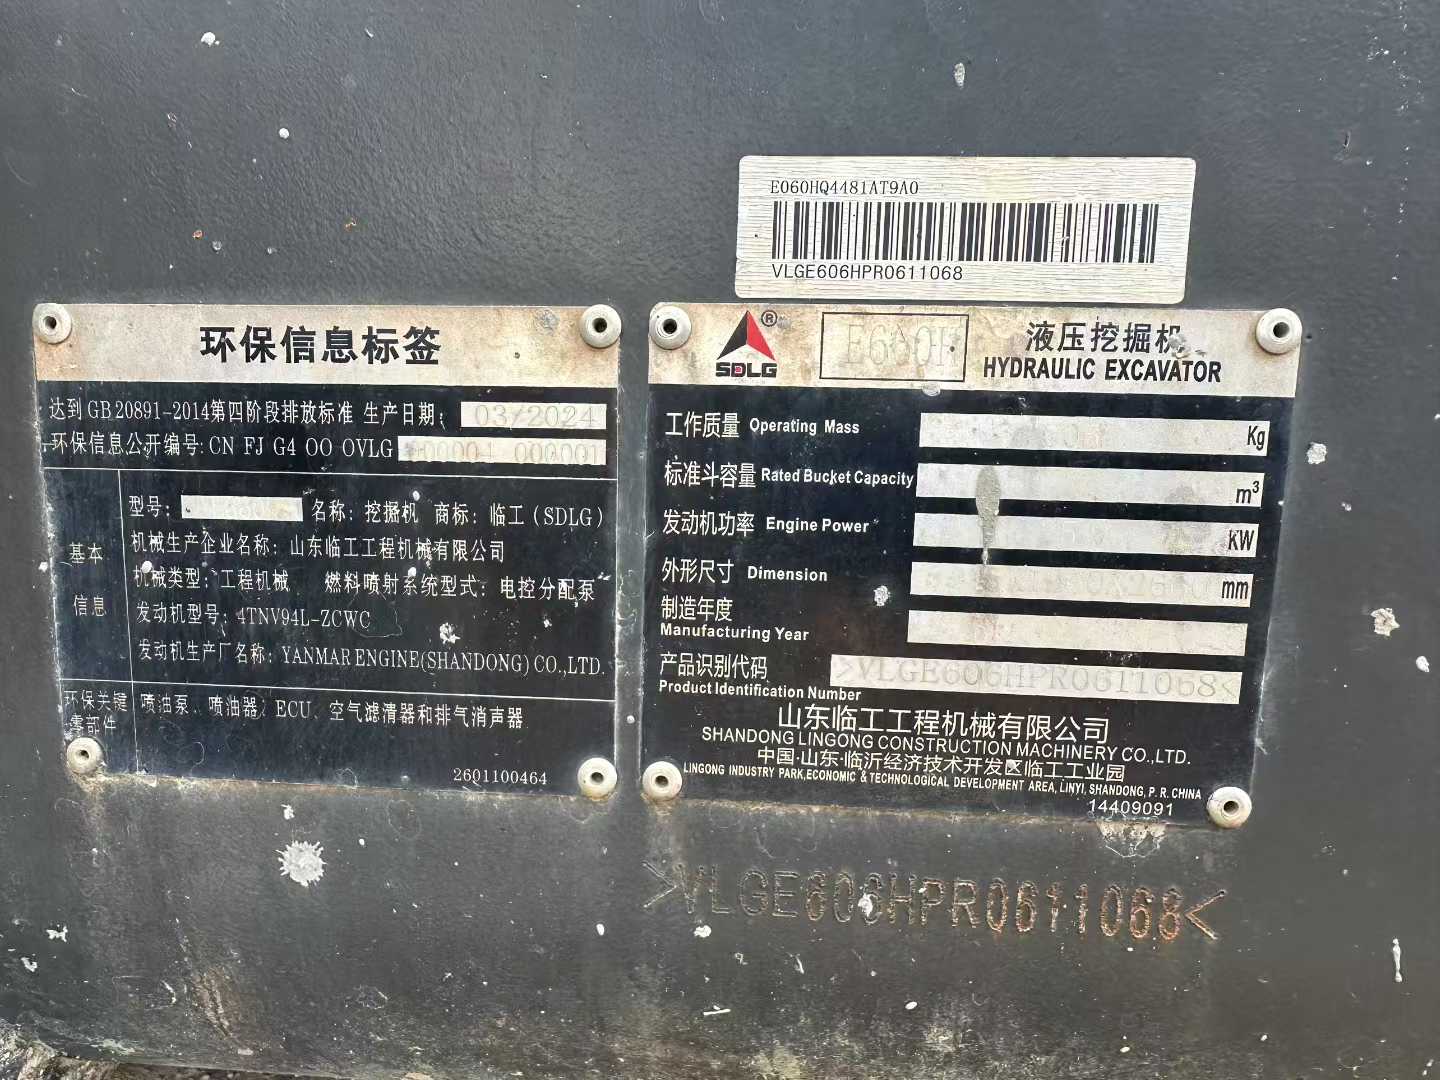 E060HQ4481AT9A0
VLGE606HPR0611068
环保信息标签
达到GB 20891-2014第四阶段排放标准 生产日期: 03/2024
环保信息公开编号: CN FJ G4 00 0VLG 000001
基本信息
型号: 名称: 挖掘机 商标: 临工(SDLG)
机械生产企业名称: 山东临工工程机械有限公司
机械类型: 工程机械 燃料喷射系统型式: 电控分配泵
发动机型号: 4TNV94L-ZCWC
发动机生产厂名称: YANMAR ENGINE(SHANDONG) CO.,LTD.
环保关键零部件
喷油泵、喷油器、ECU、空气滤清器和排气消声器
2601100464
® SDLG
液压挖掘机
HYDRAULIC EXCAVATOR
工作质量 Operating Mass Kg
标准斗容量 Rated Bucket Capacity m³
发动机功率 Engine Power kW
外形尺寸 Dimension mm
制造年度
Manufacturing Year
产品识别代码 >VLGE606HPR0611068<
Product Identification Number
山东临工工程机械有限公司
SHANDONG LINGONG CONSTRUCTION MACHINERY CO.,LTD.
中国·山东·临沂经济技术开发区临工工业园
LINGONG INDUSTRY PARK,ECONOMIC & TECHNOLOGICAL DEVELOPMENT AREA, LINYI, SHANDONG, P. R. CHINA
14409091
>VLGE606HPR0611068<